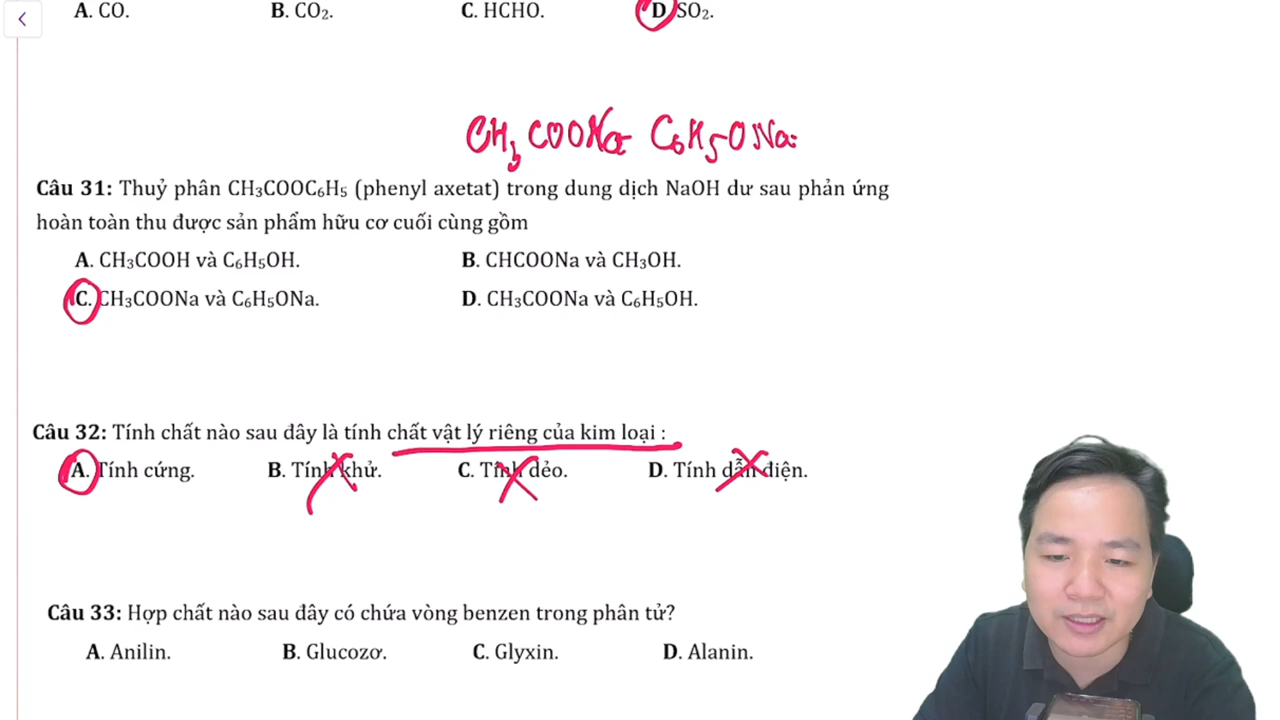 A. CO. B. CO₂. C. HCHO. D SO₂.
CH₃COONa C₆H₅-ONa
Câu 31: Thuỷ phân CH₃COOC₆H₅ (phenyl axetat) trong dung dịch NaOH dư sau phản ứng
hoàn toàn thu được sản phẩm hữu cơ cuối cùng gồm
A. CH₃COOH và C₆H₅OH. B. CHCOONa và CH₃OH.
C. CH₃COONa và C₆H₅ONa. D. CH₃COONa và C₆H₅OH.
Câu 32: Tính chất nào sau đây là tính chất vật lý riêng của kim loại :
A. Tính cứng. B. Tính khử. C. Tính dẻo. D. Tính dẫn điện.
Câu 33: Hợp chất nào sau đây có chứa vòng benzen trong phân tử?
A. Anilin. B. Glucozơ. C. Glyxin. D. Alanin.